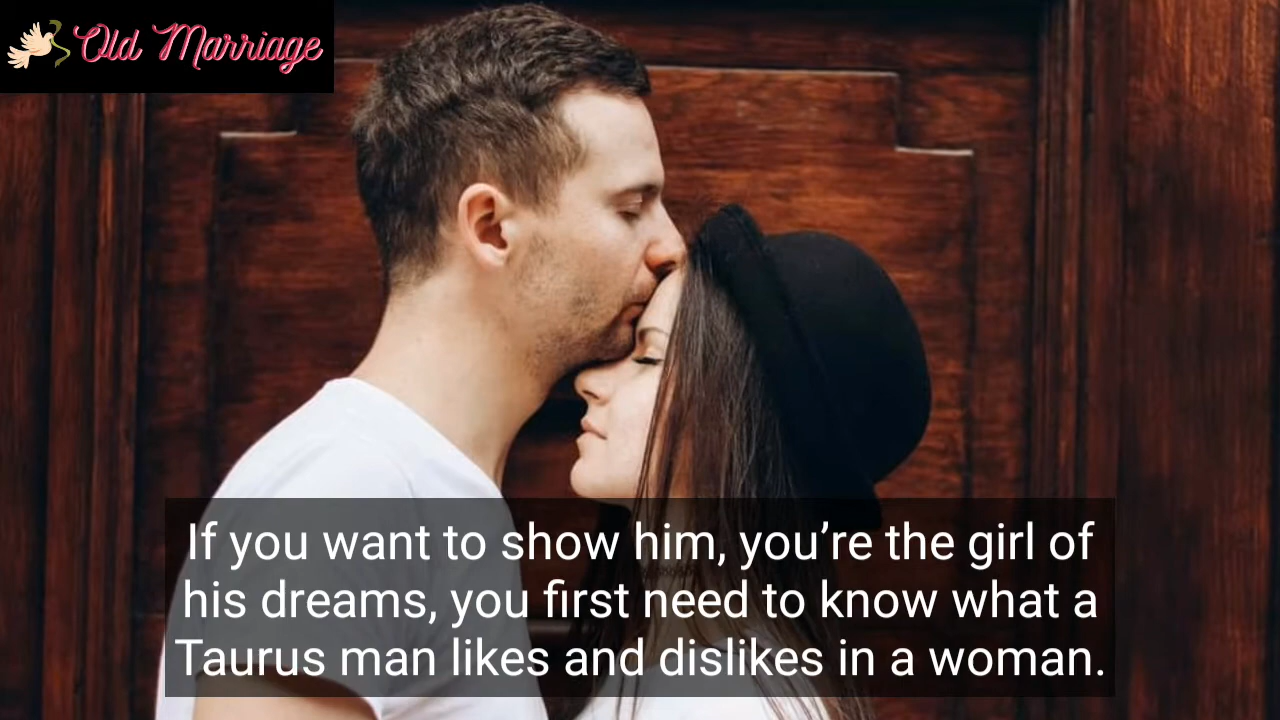 Old Marriage
If you want to show him, you’re the girl of
his dreams, you first need to know what a
Taurus man likes and dislikes in a woman.